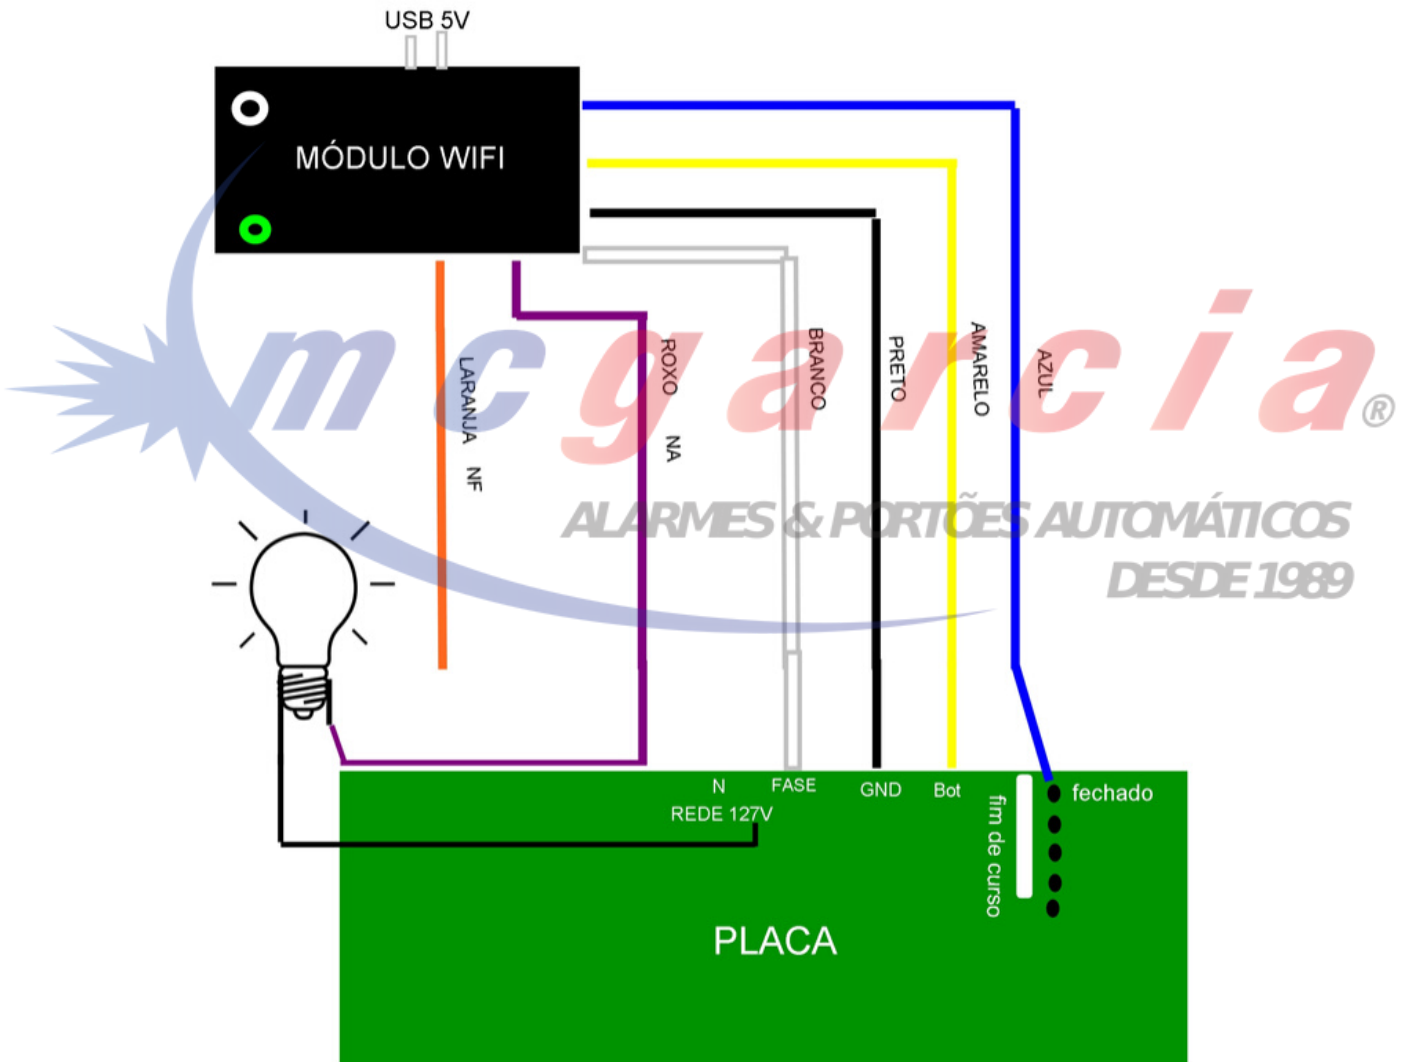 USB 5V
MÓDULO WIFI
LARANJA NF
ROXO NA
BRANCO
PRETO
AMARELO
AZUL
mcgarcia®
ALARMES & PORTÕES AUTOMÁTICOS
DESDE 1989
N FASE GND Bot
REDE 127V
fim de curso
fechado
PLACA